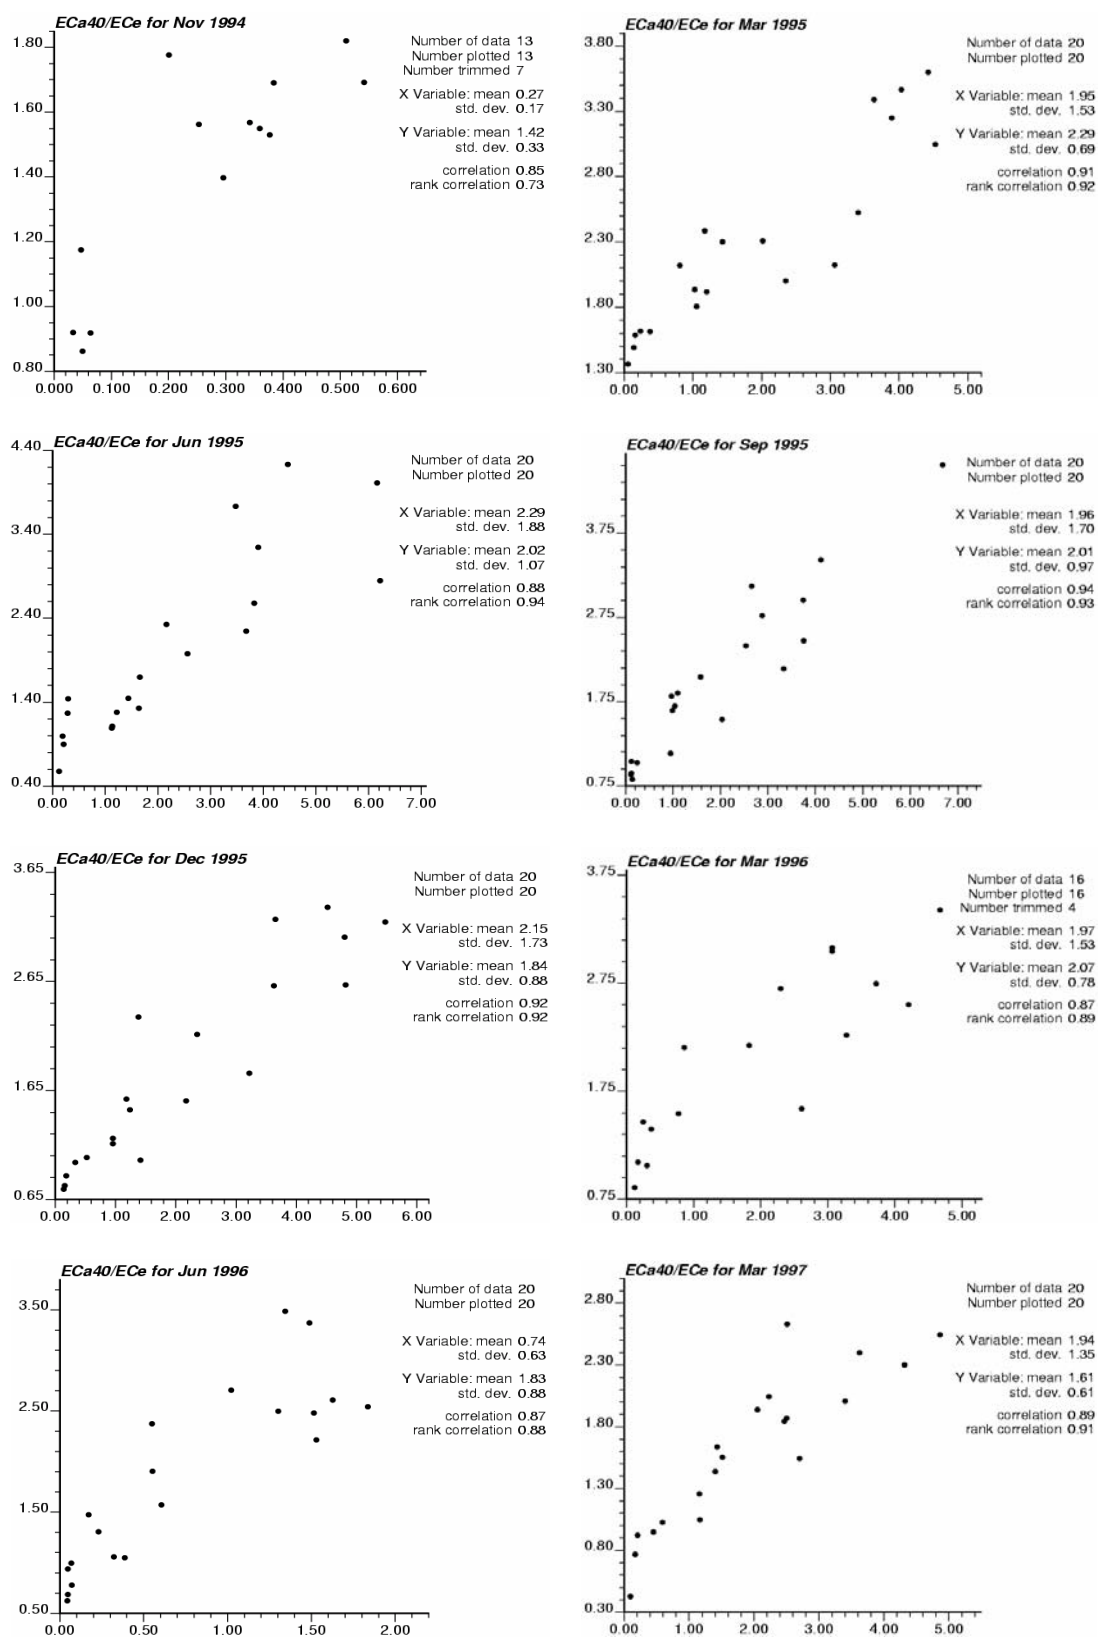 ECa40/ECe for Nov 1994
Number of data 13
Number plotted 13
Number trimmed 7
X Variable: mean 0.27
std. dev. 0.17
Y Variable: mean 1.42
std. dev. 0.33
correlation 0.85
rank correlation 0.73
1.80
1.60
1.40
1.20
1.00
0.80
0.000 0.100 0.200 0.300 0.400 0.500 0.600
ECa40/ECe for Mar 1995
Number of data 20
Number plotted 20
X Variable: mean 1.95
std. dev. 1.53
Y Variable: mean 2.29
std. dev. 0.69
correlation 0.91
rank correlation 0.92
3.80
3.30
2.80
2.30
1.80
1.30
0.00 1.00 2.00 3.00 4.00 5.00
ECa40/ECe for Jun 1995
Number of data 20
Number plotted 20
X Variable: mean 2.29
std. dev. 1.88
Y Variable: mean 2.02
std. dev. 1.07
correlation 0.88
rank correlation 0.94
4.40
3.40
2.40
1.40
0.40
0.00 1.00 2.00 3.00 4.00 5.00 6.00 7.00
ECa40/ECe for Sep 1995
Number of data 20
Number plotted 20
X Variable: mean 1.96
std. dev. 1.70
Y Variable: mean 2.01
std. dev. 0.97
correlation 0.94
rank correlation 0.93
3.75
2.75
1.75
0.75
0.00 1.00 2.00 3.00 4.00 5.00 6.00 7.00
ECa40/ECe for Dec 1995
Number of data 20
Number plotted 20
X Variable: mean 2.15
std. dev. 1.73
Y Variable: mean 1.84
std. dev. 0.88
correlation 0.92
rank correlation 0.92
3.65
2.65
1.65
0.65
0.00 1.00 2.00 3.00 4.00 5.00 6.00
ECa40/ECe for Mar 1996
Number of data 16
Number plotted 16
Number trimmed 4
X Variable: mean 1.97
std. dev. 1.53
Y Variable: mean 2.07
std. dev. 0.78
correlation 0.87
rank correlation 0.89
3.75
2.75
1.75
0.75
0.00 1.00 2.00 3.00 4.00 5.00
ECa40/ECe for Jun 1996
Number of data 20
Number plotted 20
X Variable: mean 0.74
std. dev. 0.63
Y Variable: mean 1.83
std. dev. 0.88
correlation 0.87
rank correlation 0.88
3.50
2.50
1.50
0.50
0.00 0.50 1.00 1.50 2.00
ECa40/ECe for Mar 1997
Number of data 20
Number plotted 20
X Variable: mean 1.94
std. dev. 1.35
Y Variable: mean 1.61
std. dev. 0.61
correlation 0.89
rank correlation 0.91
2.80
2.30
1.80
1.30
0.80
0.30
0.00 1.00 2.00 3.00 4.00 5.00